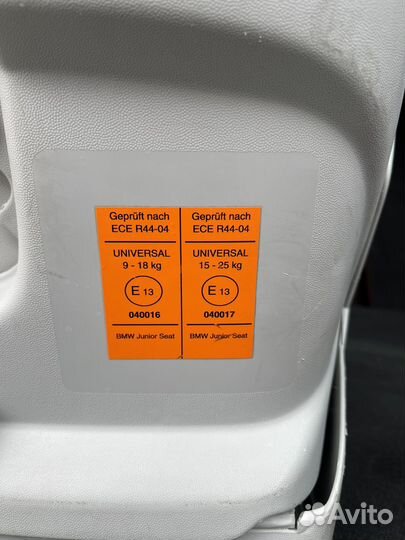 Geprüft nach
ECE R44-04
UNIVERSAL
9 - 18 kg
E 13
040016
BMW Junior Seat
Geprüft nach
ECE R44-04
UNIVERSAL
15 - 25 kg
E 13
040017
BMW Junior Seat
Avito